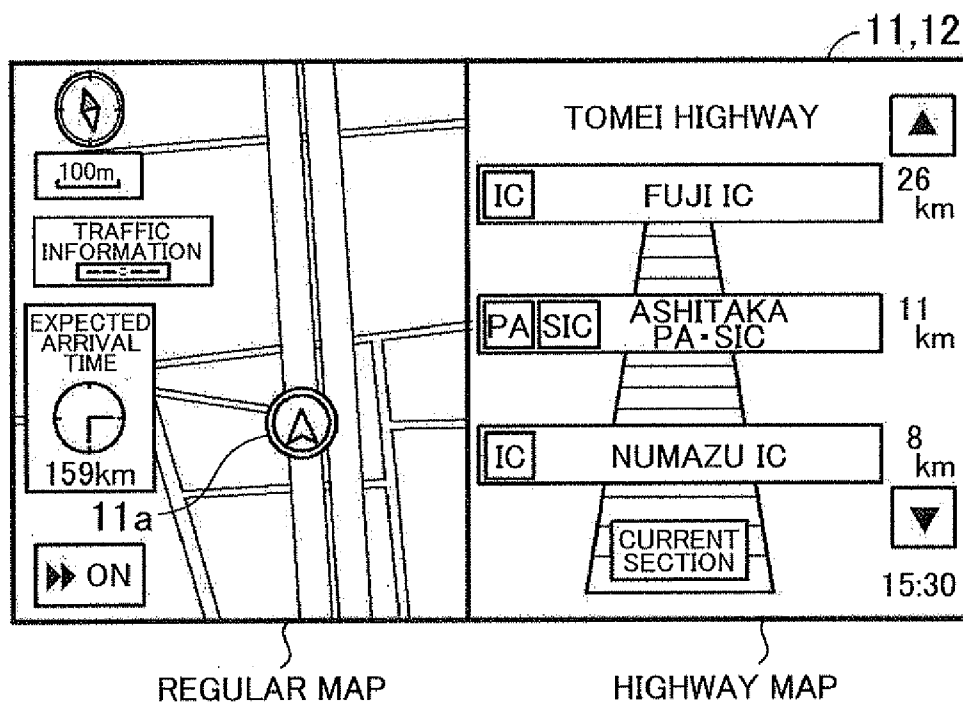 11,12
100m
TRAFFIC
INFORMATION
EXPECTED
ARRIVAL
TIME
159km
11a
ON
TOMEI HIGHWAY
▲
IC FUJI IC
26
km
PA SIC ASHITAKA
PA・SIC
11
km
IC NUMAZU IC
8
km
▼
CURRENT
SECTION
15:30
REGULAR MAP
HIGHWAY MAP